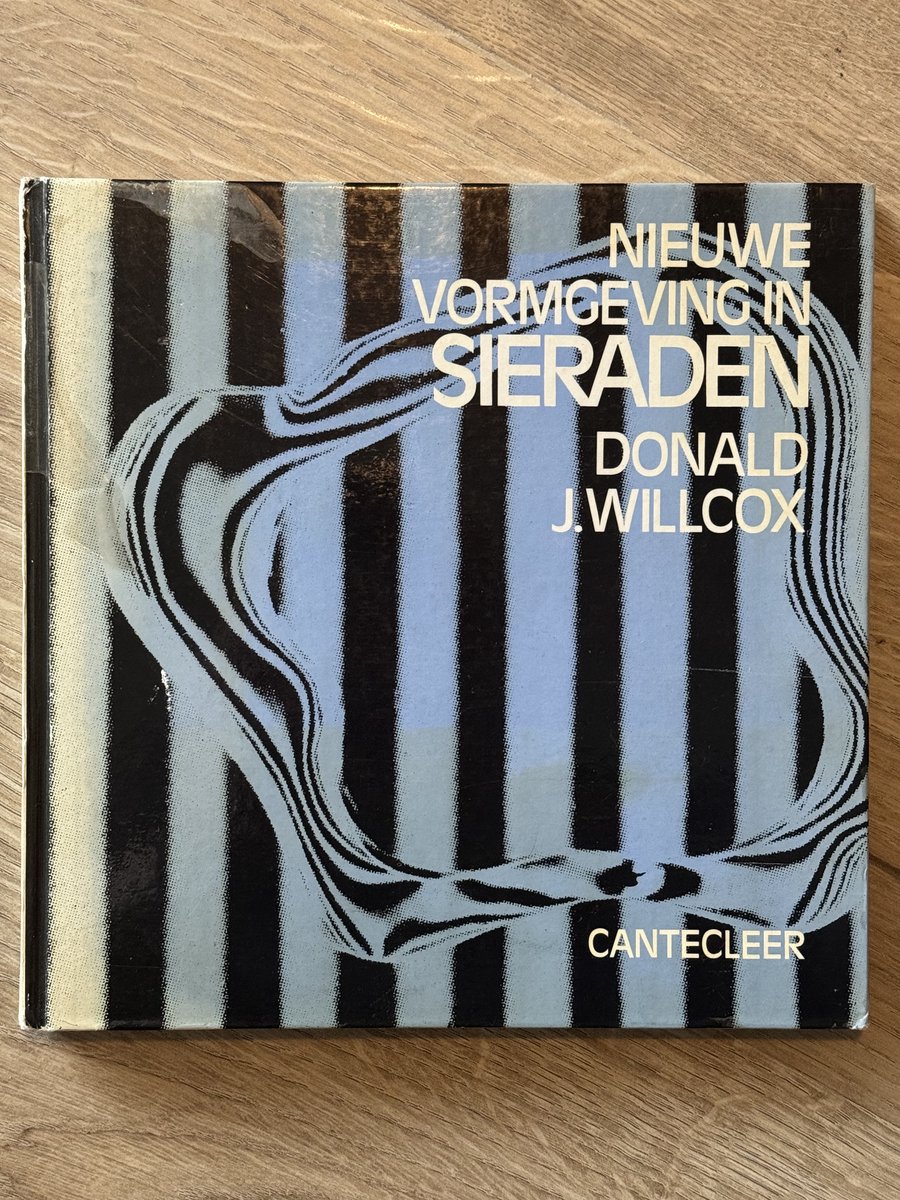 NIEUWE
VORMGEVING IN
SIERADEN
DONALD
J. WILLCOX
CANTECLEER